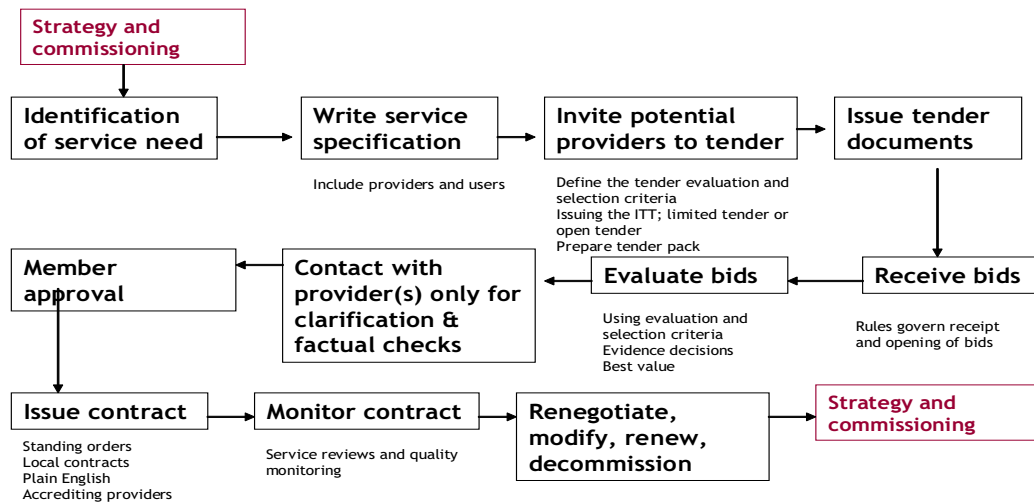 Strategy and
commissioning
Identification
of service need
Write service
specification
Include providers and users
Invite potential
providers to tender
Define the tender evaluation and
selection criteria
Issuing the ITT; limited tender or
open tender
Prepare tender pack
Issue tender
documents
Member
approval
Contact with
provider(s) only for
clarification &
factual checks
Evaluate bids
Using evaluation and
selection criteria
Evidence decisions
Best value
Receive bids
Rules govern receipt
and opening of bids
Issue contract
Standing orders
Local contracts
Plain English
Accrediting providers
Monitor contract
Service reviews and quality
monitoring
Renegotiate,
modify, renew,
decommission
Strategy and
commissioning